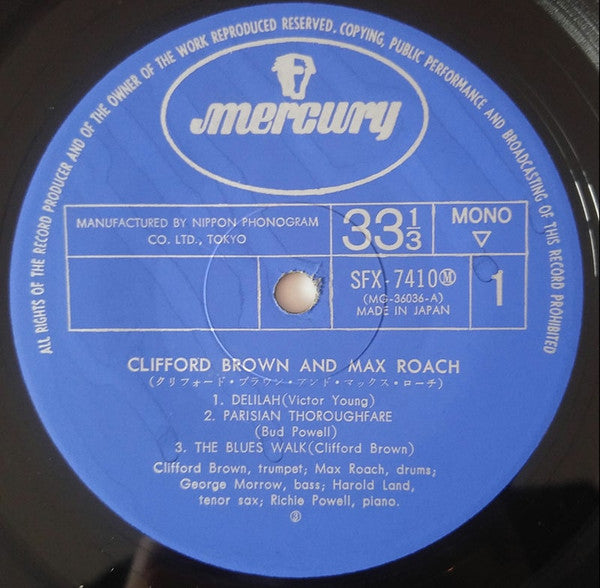 ALL RIGHTS OF THE RECORD PRODUCER AND OF THE OWNER OF THE WORK REPRODUCED RESERVED. COPYING, PUBLIC PERFORMANCE AND BROADCASTING OF THIS RECORD PROHIBITED
mercury
MANUFACTURED BY NIPPON PHONOGRAM
CO. LTD., TOKYO
33 1/3
MONO
▽
SFX-7410Ⓜ
(MG-36036-A)
MADE IN JAPAN
1
CLIFFORD BROWN AND MAX ROACH
(クリフォード・ブラウン・アンド・マックス・ローチ)
1. DELILAH(Victor Young)
2. PARISIAN THOROUGHFARE
(Bud Powell)
3. THE BLUES WALK(Clifford Brown)
Clifford Brown, trumpet; Max Roach, drums;
George Morrow, bass; Harold Land,
tenor sax; Richie Powell, piano.
③